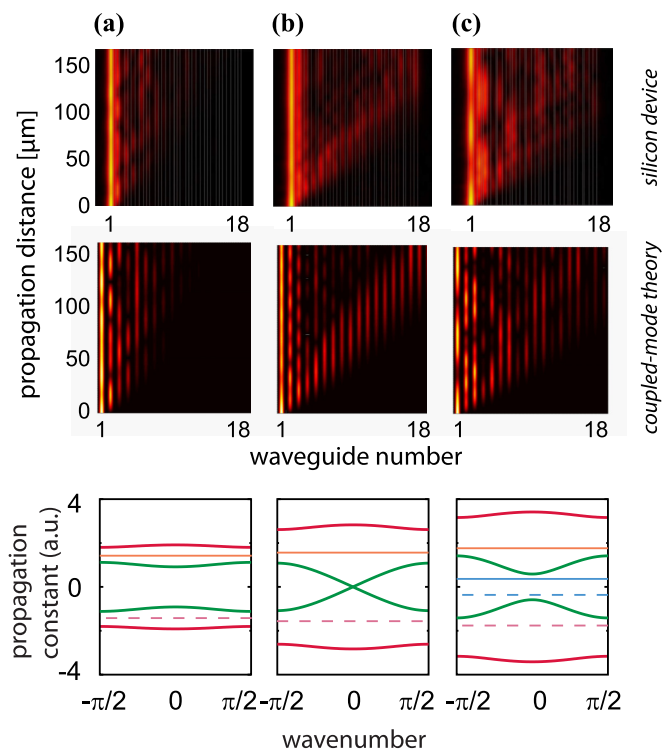 (a) (b) (c)
propagation distance [μm]
150
100
50
0
1 18 1 18 1 18
silicon device
150
100
50
0
1 18 1 18 1 18
coupled-mode theory
waveguide number
propagation
constant (a.u.)
4
0
-4
-π/2 0 π/2 -π/2 0 π/2 -π/2 0 π/2
wavenumber